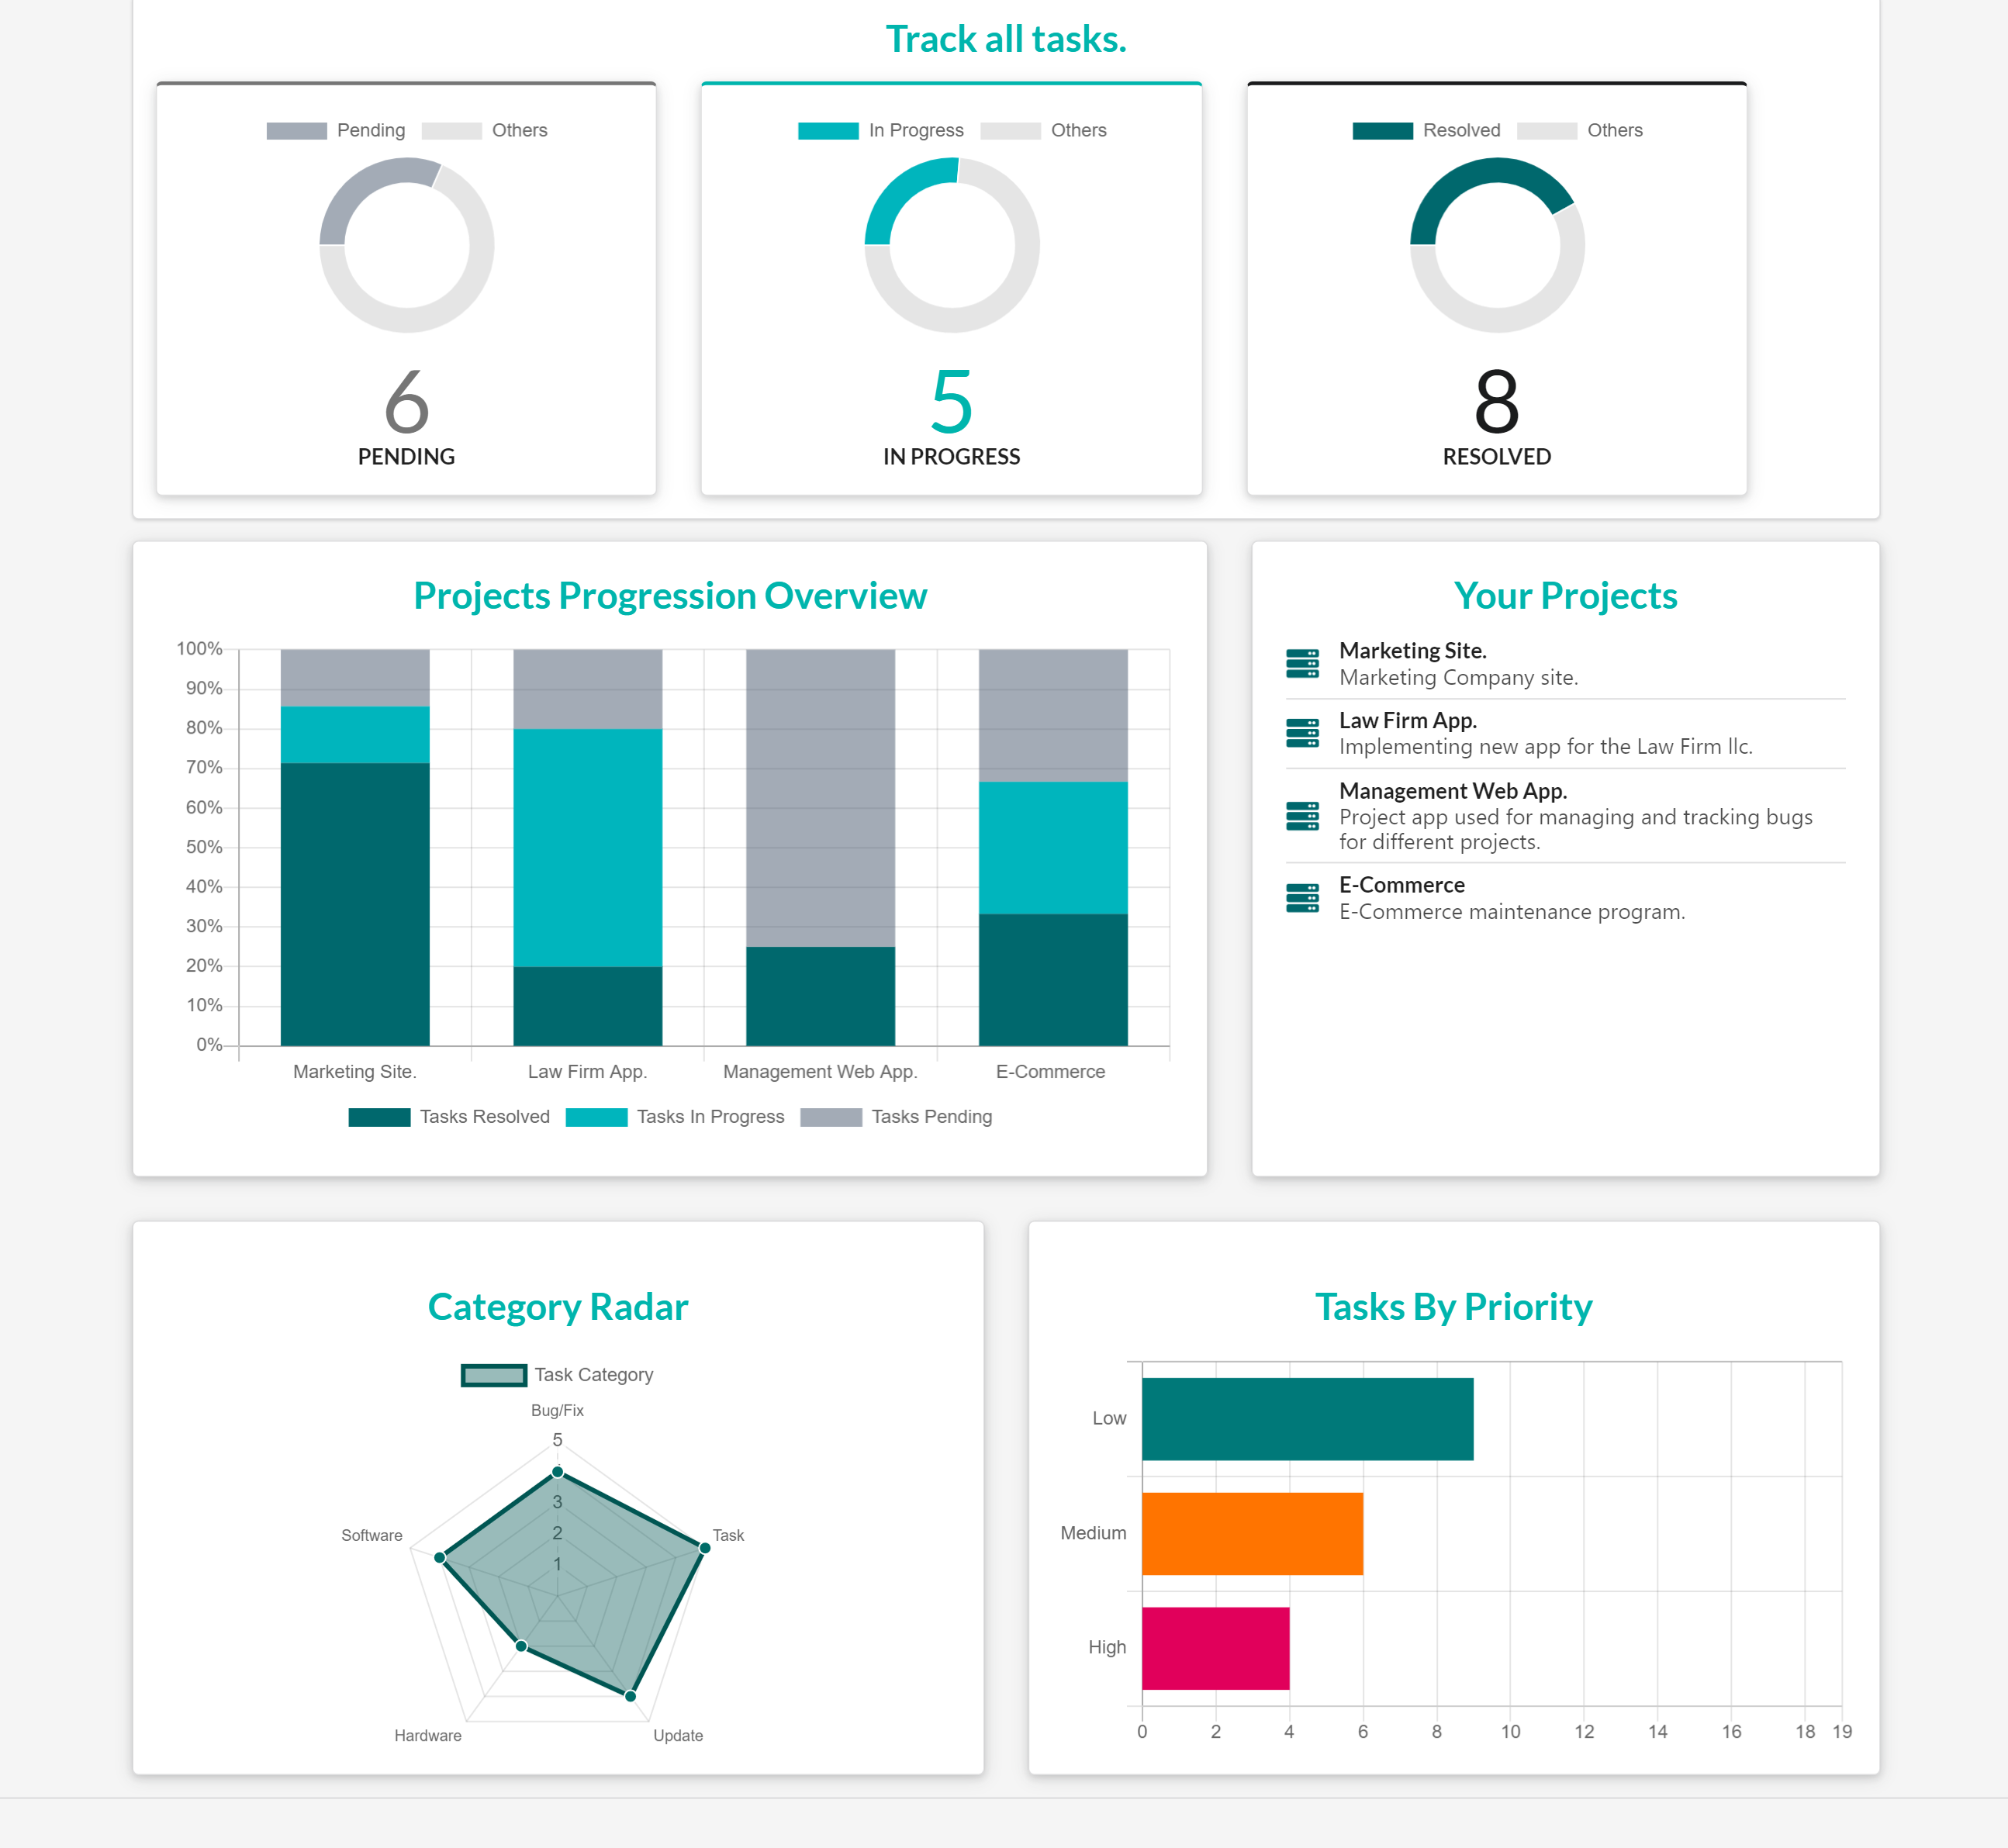 Track all tasks.
Pending Others
6
PENDING
In Progress Others
5
IN PROGRESS
Resolved Others
8
RESOLVED
Projects Progression Overview
100%
90%
80%
70%
60%
50%
40%
30%
20%
10%
0%
Marketing Site. Law Firm App. Management Web App. E-Commerce
Tasks Resolved Tasks In Progress Tasks Pending
Your Projects
Marketing Site.
Marketing Company site.
Law Firm App.
Implementing new app for the Law Firm llc.
Management Web App.
Project app used for managing and tracking bugs
for different projects.
E-Commerce
E-Commerce maintenance program.
Category Radar
Task Category
Bug/Fix
5
3
2
1
Software
Task
Hardware
Update
Tasks By Priority
Low
Medium
High
0 2 4 6 8 10 12 14 16 18 19